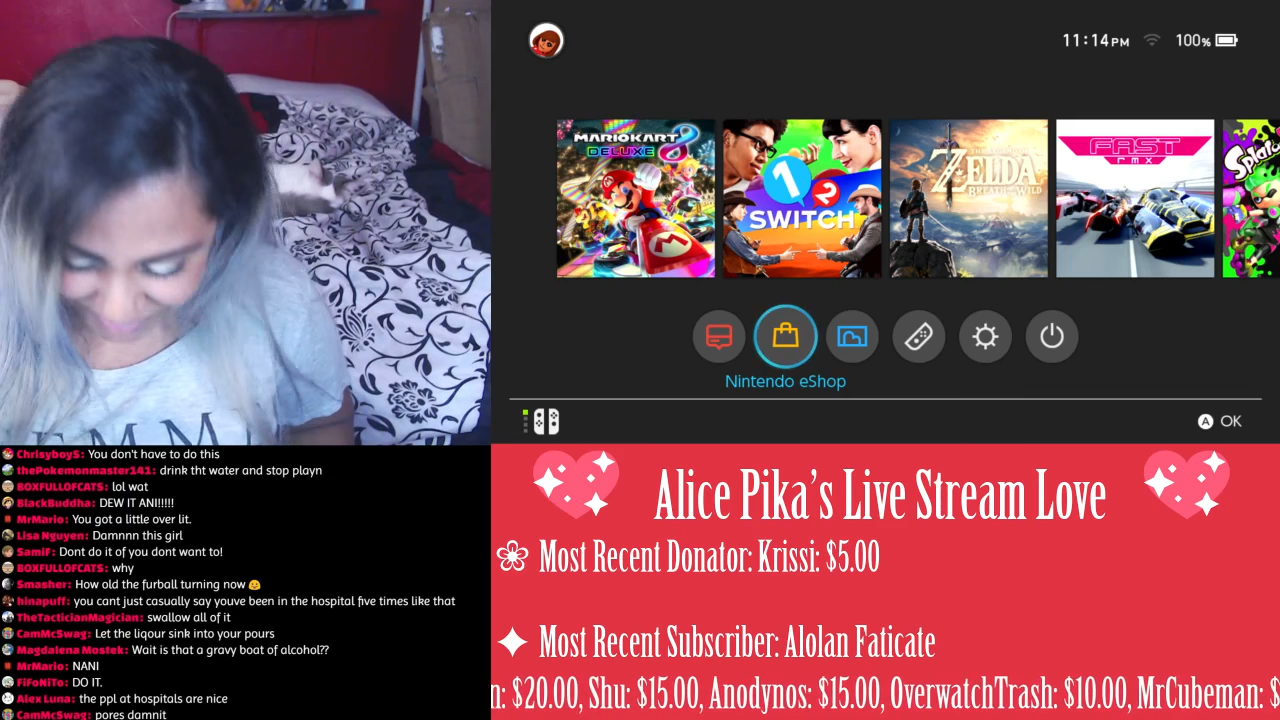 EMM
ChrisyboyS: You don't have to do this
thePokemonmaster141: drink tht water and stop playn
BOXFULLOFCATS: lol wat
BlackBuddha: DEW IT ANI!!!!!
MrMario: You got a little over lit.
Lisa Nguyen: Damnnn this girl
SamiF: Dont do it of you dont want to!
BOXFULLOFCATS: why
Smasher: How old the furball turning now 🤗
hinapuff: you cant just casually say youve been in the hospital five times like that
TheTacticianMagician: swallow all of it
CamMcSwag: Let the liqour sink into your pours
Magdalena Mostek: Wait is that a gravy boat of alcohol??
MrMario: NANI
FiFoNiTo: DO IT.
Alex Luna: the ppl at hospitals are nice
CamMcSwag: pores damnit
11:14PM 100%
MARIOKART 8
DELUXE
1 2
SWITCH
THE LEGEND OF
ZELDA
BREATH OF THE WILD
FAST
rmx
Splat
Nintendo eShop
A OK
Alice Pika's Live Stream Love
❀ Most Recent Donator: Krissi: $5.00
✦ Most Recent Subscriber: Alolan Faticate
n: $20.00, Shu: $15.00, Anodynos: $15.00, OverwatchTrash: $10.00, MrCubeman: $